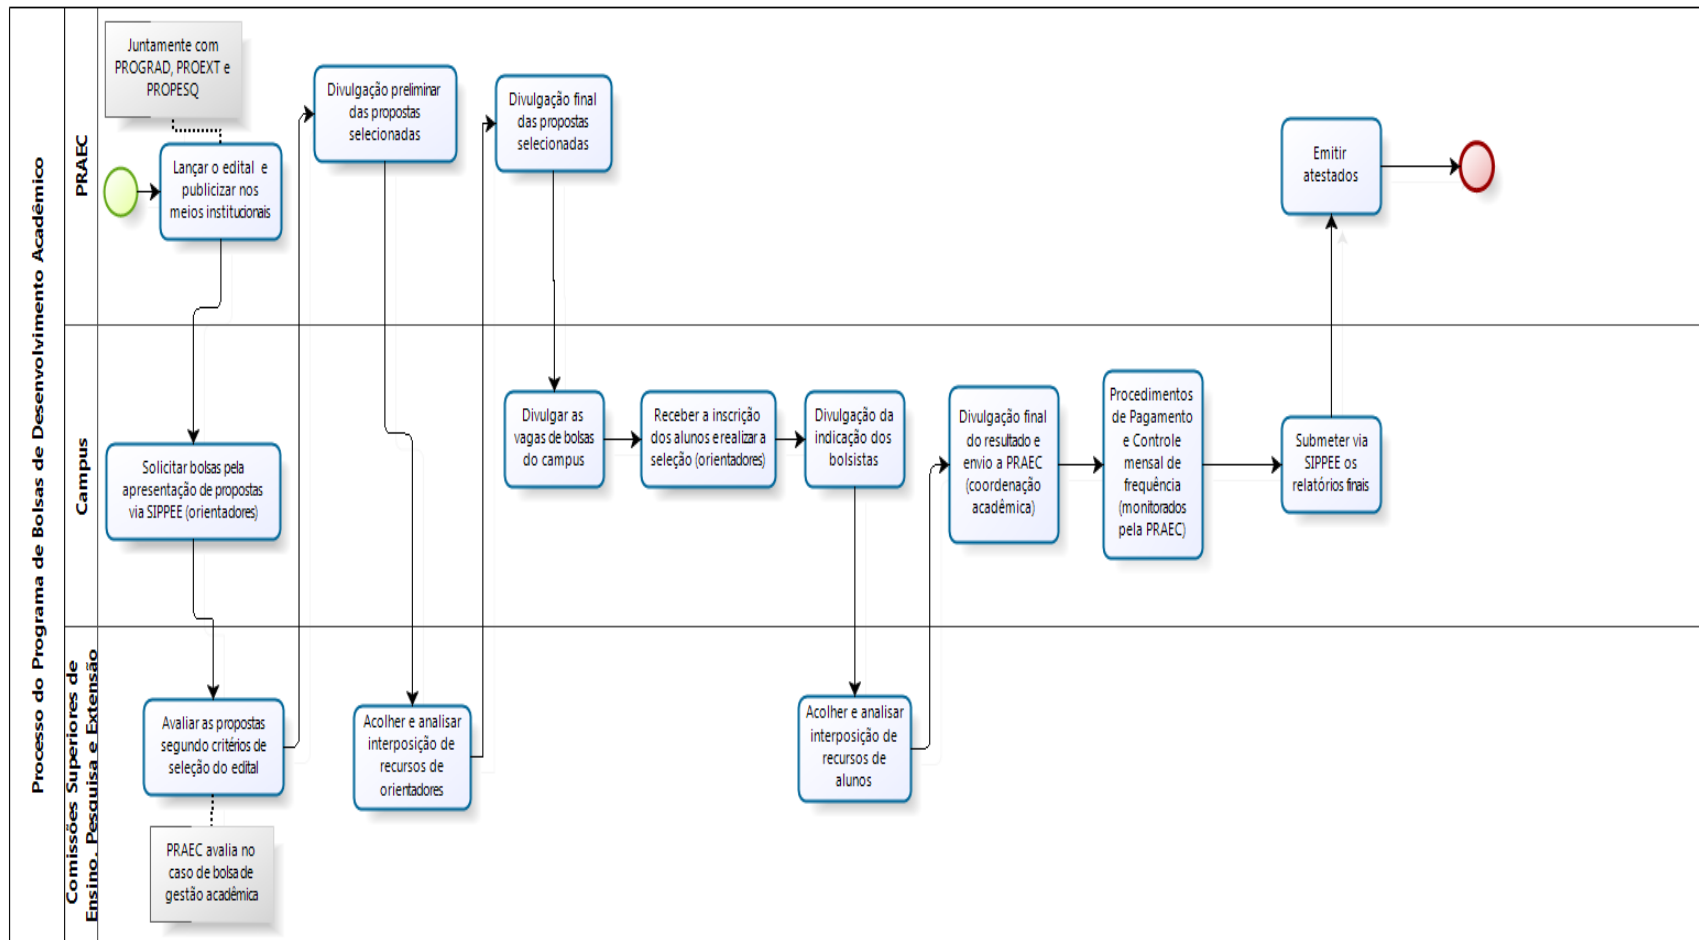 Processo do Programa de Bolsas de Desenvolvimento Acadêmico
PRAEC
Juntamente com
PROGRAD, PROEXT e
PROPESQ
Lançar o edital e
publicizar nos
meios institucionais
Divulgação preliminar
das propostas
selecionadas
Divulgação final
das propostas
selecionadas
Emitir
atestados
Campus
Solicitar bolsas pela
apresentação de propostas
via SIPPEE (orientadores)
Divulgar as
vagas de bolsas
do campus
Receber a inscrição
dos alunos e realizar a
seleção (orientadores)
Divulgação da
indicação dos
bolsistas
Divulgação final
do resultado e
envio a PRAEC
(coordenação
acadêmica)
Procedimentos
de Pagamento
e Controle
mensal de
frequência
(monitorados
pela PRAEC)
Submeter via
SIPPEE os
relatórios finais
Comissões Superiores de
Ensino, Pesquisa e Extensão
Avaliar as propostas
segundo critérios de
seleção do edital
PRAEC avalia no
caso de bolsa de
gestão acadêmica
Acolher e analisar
interposição de
recursos de
orientadores
Acolher e analisar
interposição de
recursos de
alunos